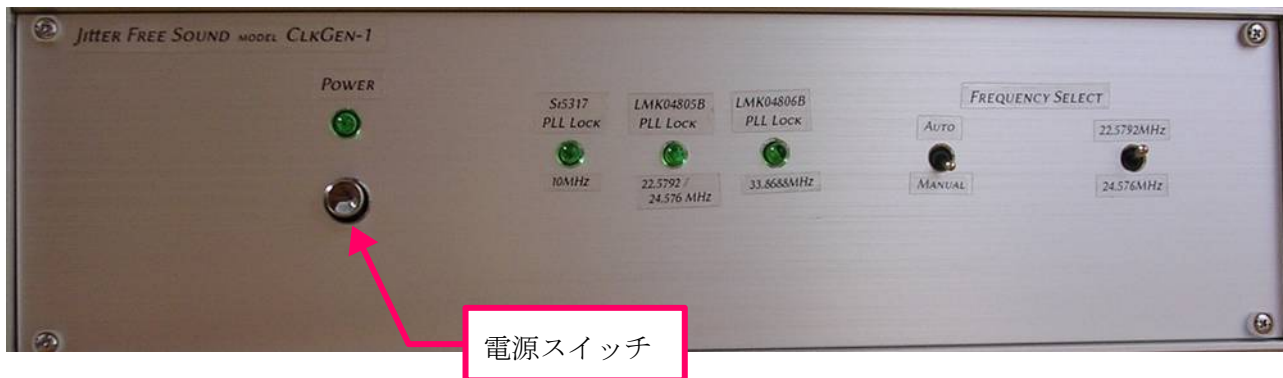 JITTER FREE SOUND MODEL CLKGEN-1
POWER
Si5317
PLL LOCK
10MHz
LMK04805B
PLL LOCK
22.5792 /
24.576 MHz
LMK04806B
PLL LOCK
33.8688MHz
FREQUENCY SELECT
AUTO
MANUAL
22.5792MHz
24.576MHz
電源スイッチ